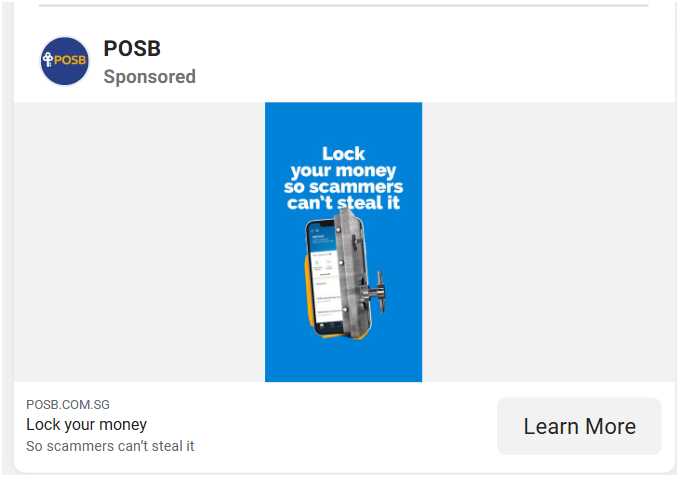 POSB
POSB
Sponsored
Lock
your money
so scammers
can't steal it
POSB.COM.SG
Lock your money
So scammers can’t steal it
Learn More